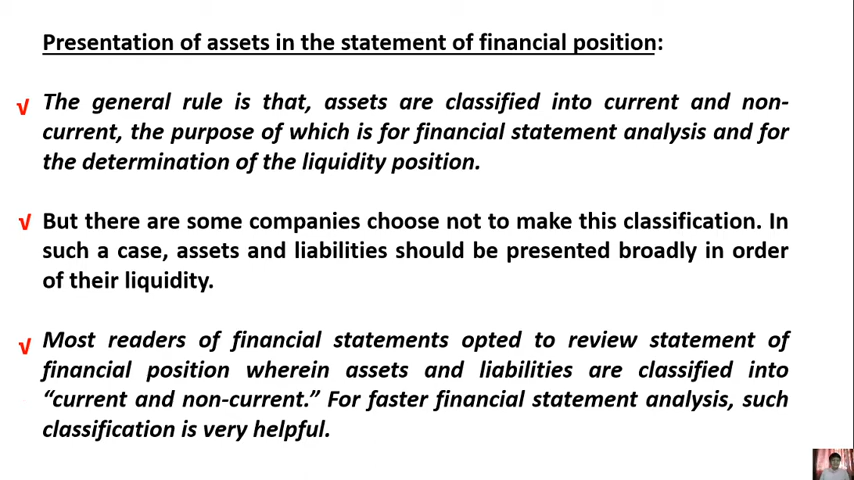 Presentation of assets in the statement of financial position:
√ The general rule is that, assets are classified into current and non-
current, the purpose of which is for financial statement analysis and for
the determination of the liquidity position.
√ But there are some companies choose not to make this classification. In
such a case, assets and liabilities should be presented broadly in order
of their liquidity.
√ Most readers of financial statements opted to review statement of
financial position wherein assets and liabilities are classified into
“current and non-current.” For faster financial statement analysis, such
classification is very helpful.